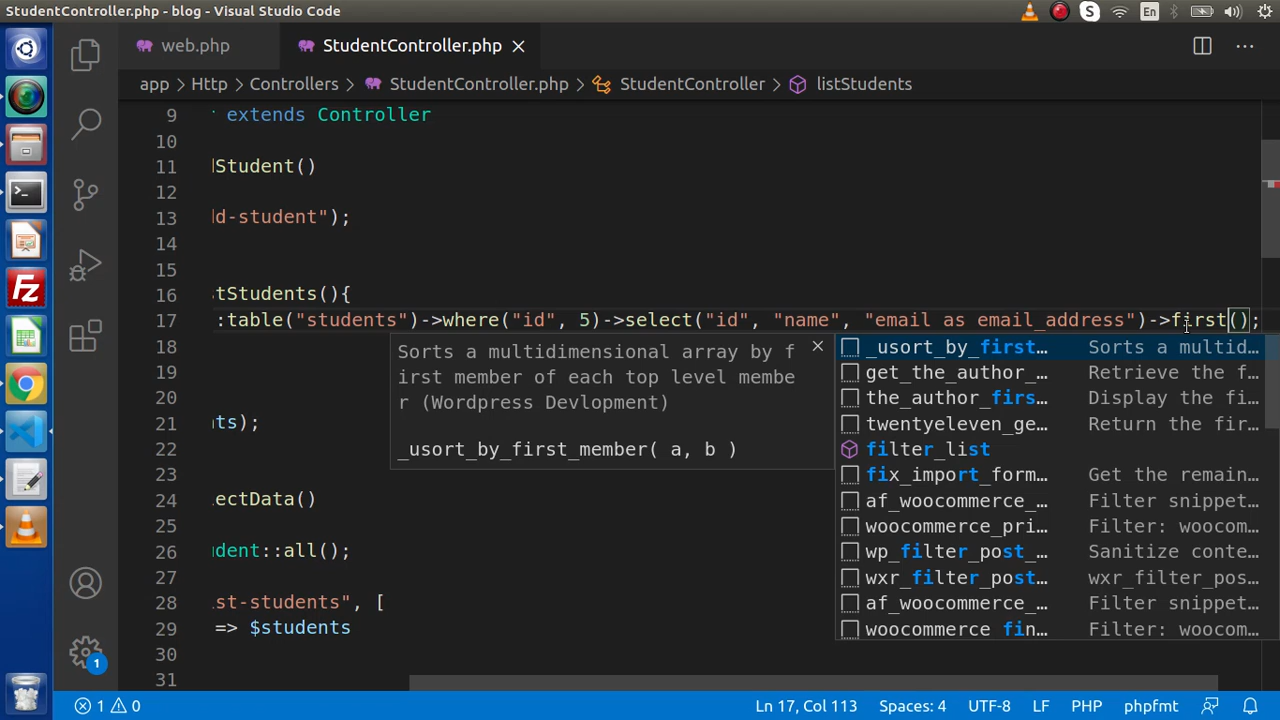 StudentController.php - blog - Visual Studio Code
S
En
web.php
StudentController.php
app > Http > Controllers > StudentController.php > StudentController > listStudents
9 extends Controller
10
11 Student()
12
13 d-student");
14
15
16 tStudents(){
17 :table("students")->where("id", 5)->select("id", "name", "email as email_address")->first();
18
19
20
21 ts);
22
23
24 ectData()
25
26 dent::all();
27
28 st-students", [
29 => $students
30
31
Sorts a multidimensional array by f
irst member of each top level membe
r (Wordpress Devlopment)
_usort_by_first_member( a, b )
_usort_by_first… Sorts a multid…
get_the_author_… Retrieve the f…
the_author_firs… Display the fi…
twentyeleven_ge… Return the fir…
filter_list
fix_import_form… Get the remain…
af_woocommerce_… Filter snippet…
woocommerce_pri… Filter: woocom…
wp_filter_post_… Sanitize conte…
wxr_filter_post… wxr_filter_pos…
af_woocommerce_… Filter snippet…
woocommerce_fin… Filter: woocom…
Fz
1
1 0 Ln 17, Col 113 Spaces: 4 UTF-8 LF PHP phpfmt